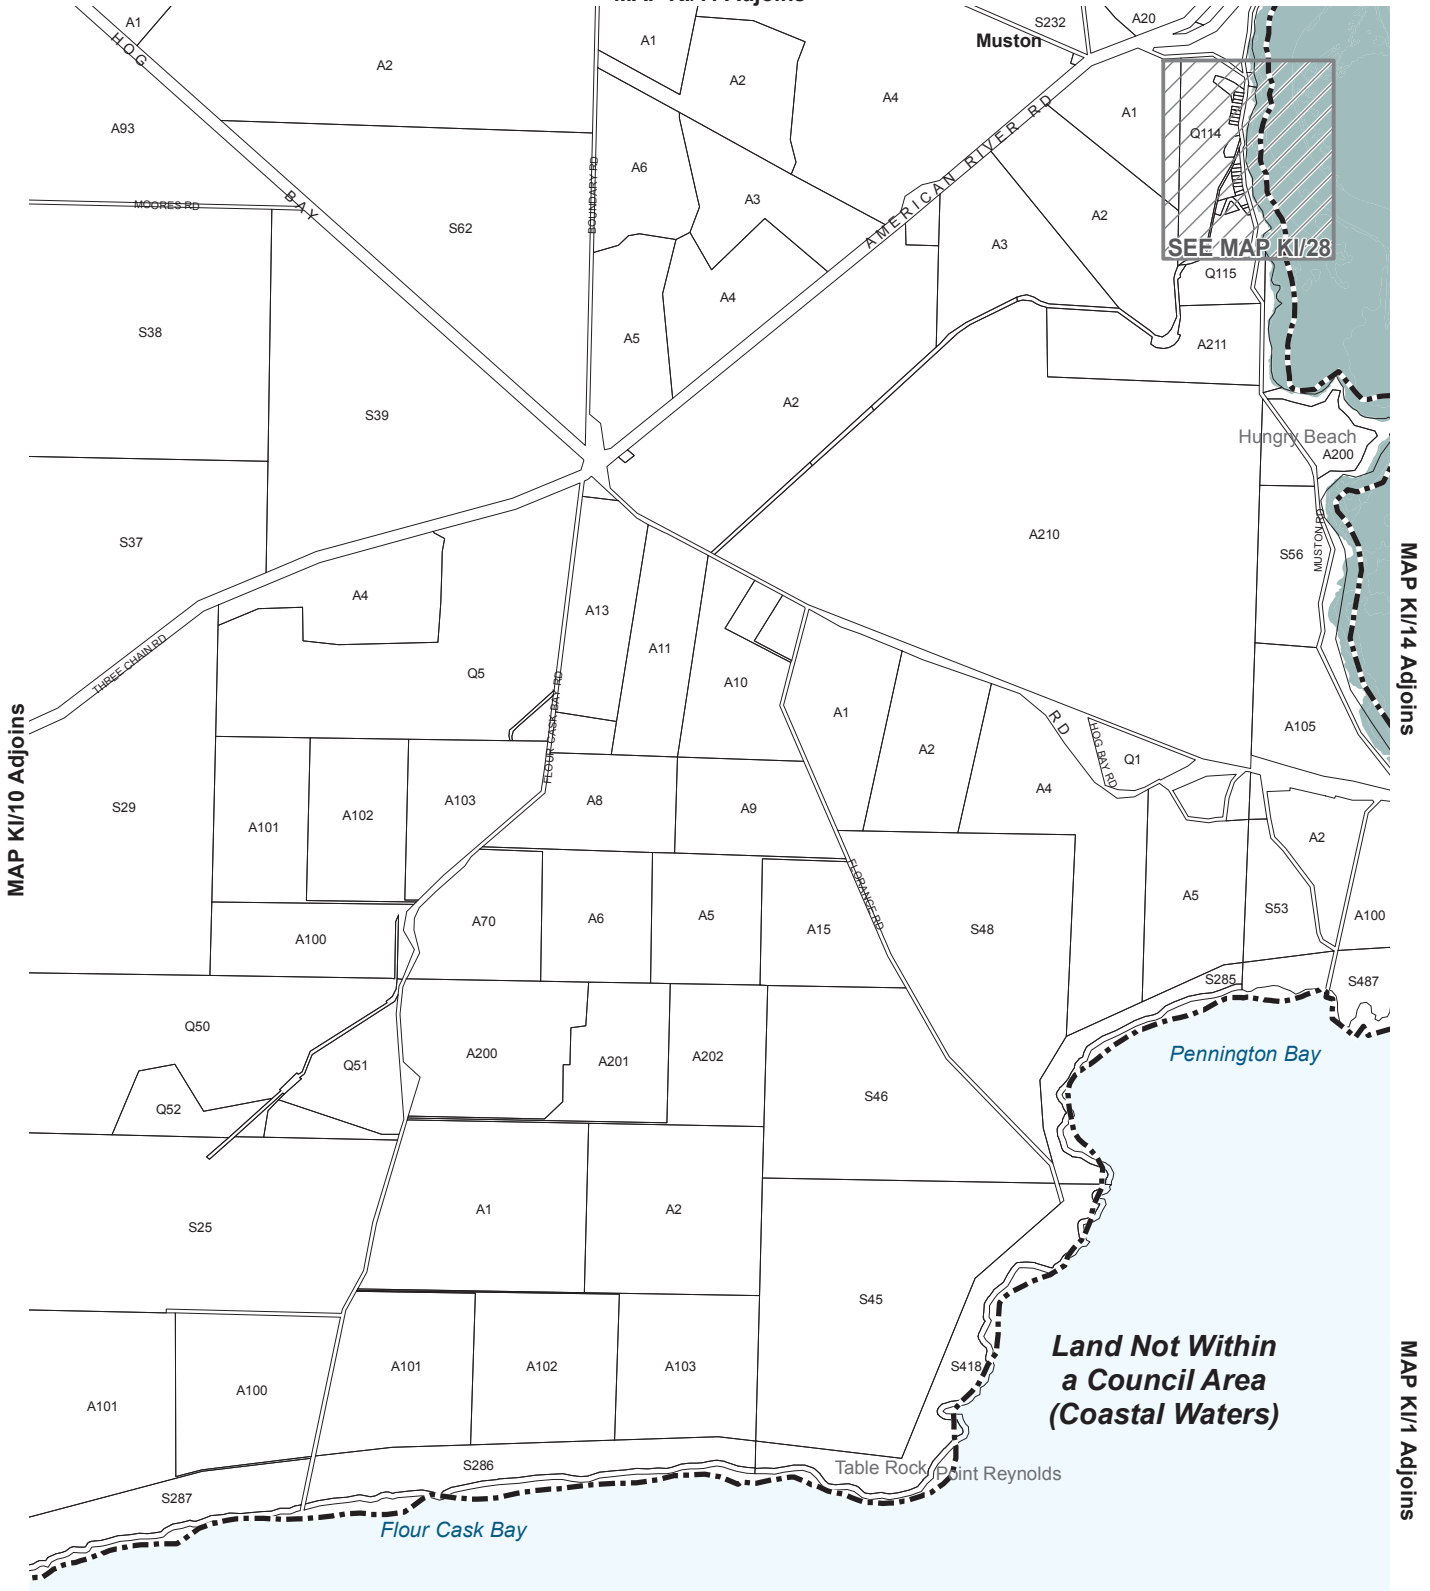 A1
S232
A20
Muston
A1
HOG
A2
A2
A4
A93
A1
Q114
A6
MOORES RD
BAY
BOUNDARY RD
A3
AMERICAN RIVER RD
A2
S62
A3
SEE MAP KI/28
Q115
A4
S38
A5
A211
A2
S39
Hungry Beach
A200
S37
A210
MUSTON RD
S56
MAP KI/14 Adjoins
A4
A13
A11
THREE CHAIN RD
Q5
A10
FLOUR CASK BAY RD
A1
RD
A105
MAP KI/10 Adjoins
A2
HOG BAY RD
Q1
A4
S29
A101
A102
A103
A8
A9
A2
FLORANCE RD
A5
S53
A100
A70
A6
A5
A15
S48
A100
S285
S487
Q50
Pennington Bay
A200
A201
A202
Q51
S46
Q52
A1
A2
S25
S45
Land Not Within
a Council Area
(Coastal Waters)
S418
MAP KI/1 Adjoins
A101
A102
A103
A100
A101
S286
Table Rock
Point Reynolds
S287
Flour Cask Bay